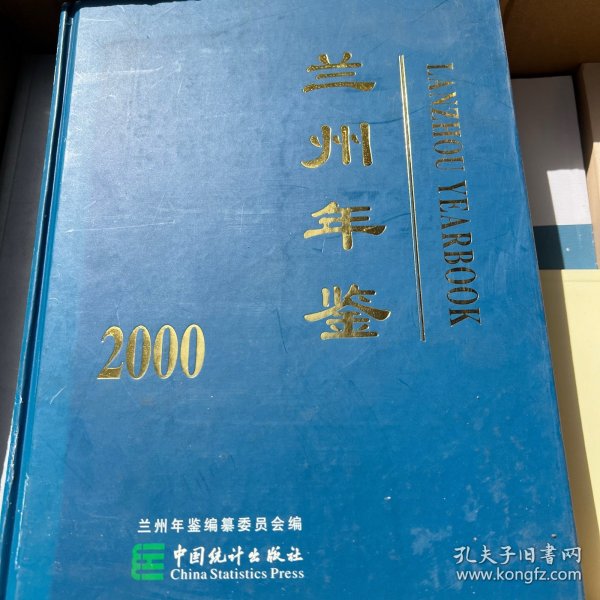 兰州年鉴
LANZHOU YEARBOOK
2000
兰州年鉴编纂委员会编
中国统计出版社
China Statistics Press
孔夫子旧书网
www.kongfz.com